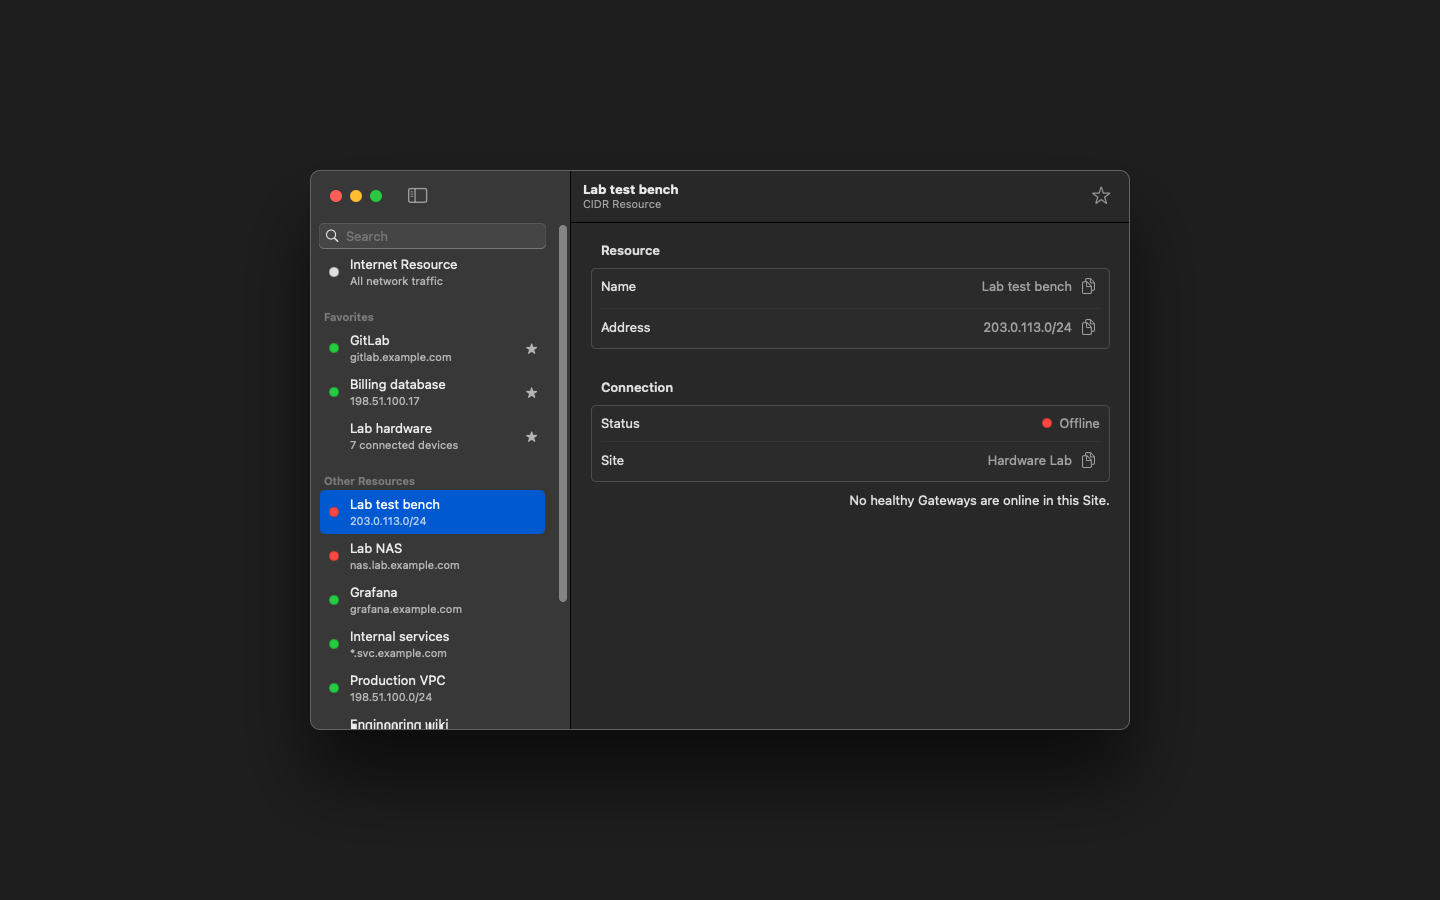 Search
Internet Resource
All network traffic
Favorites
GitLab
gitlab.example.com
Billing database
198.51.100.17
Lab hardware
7 connected devices
Other Resources
Lab test bench
203.0.113.0/24
Lab NAS
nas.lab.example.com
Grafana
grafana.example.com
Internal services
*.svc.example.com
Production VPC
198.51.100.0/24
Engineering wiki
Lab test bench
CIDR Resource
Resource
Name Lab test bench
Address 203.0.113.0/24
Connection
Status Offline
Site Hardware Lab
No healthy Gateways are online in this Site.